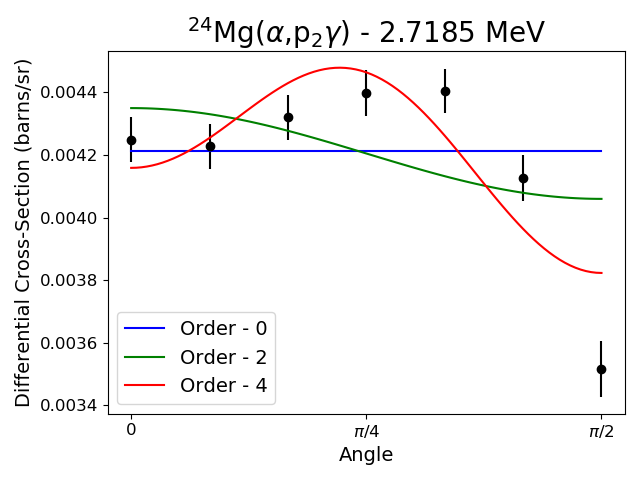 ²⁴Mg(α,p₂γ) - 2.7185 MeV
Differential Cross-Section (barns/sr)
0.0044
0.0042
0.0040
0.0038
0.0036
0.0034
Order - 0
Order - 2
Order - 4
0
π/4
π/2
Angle